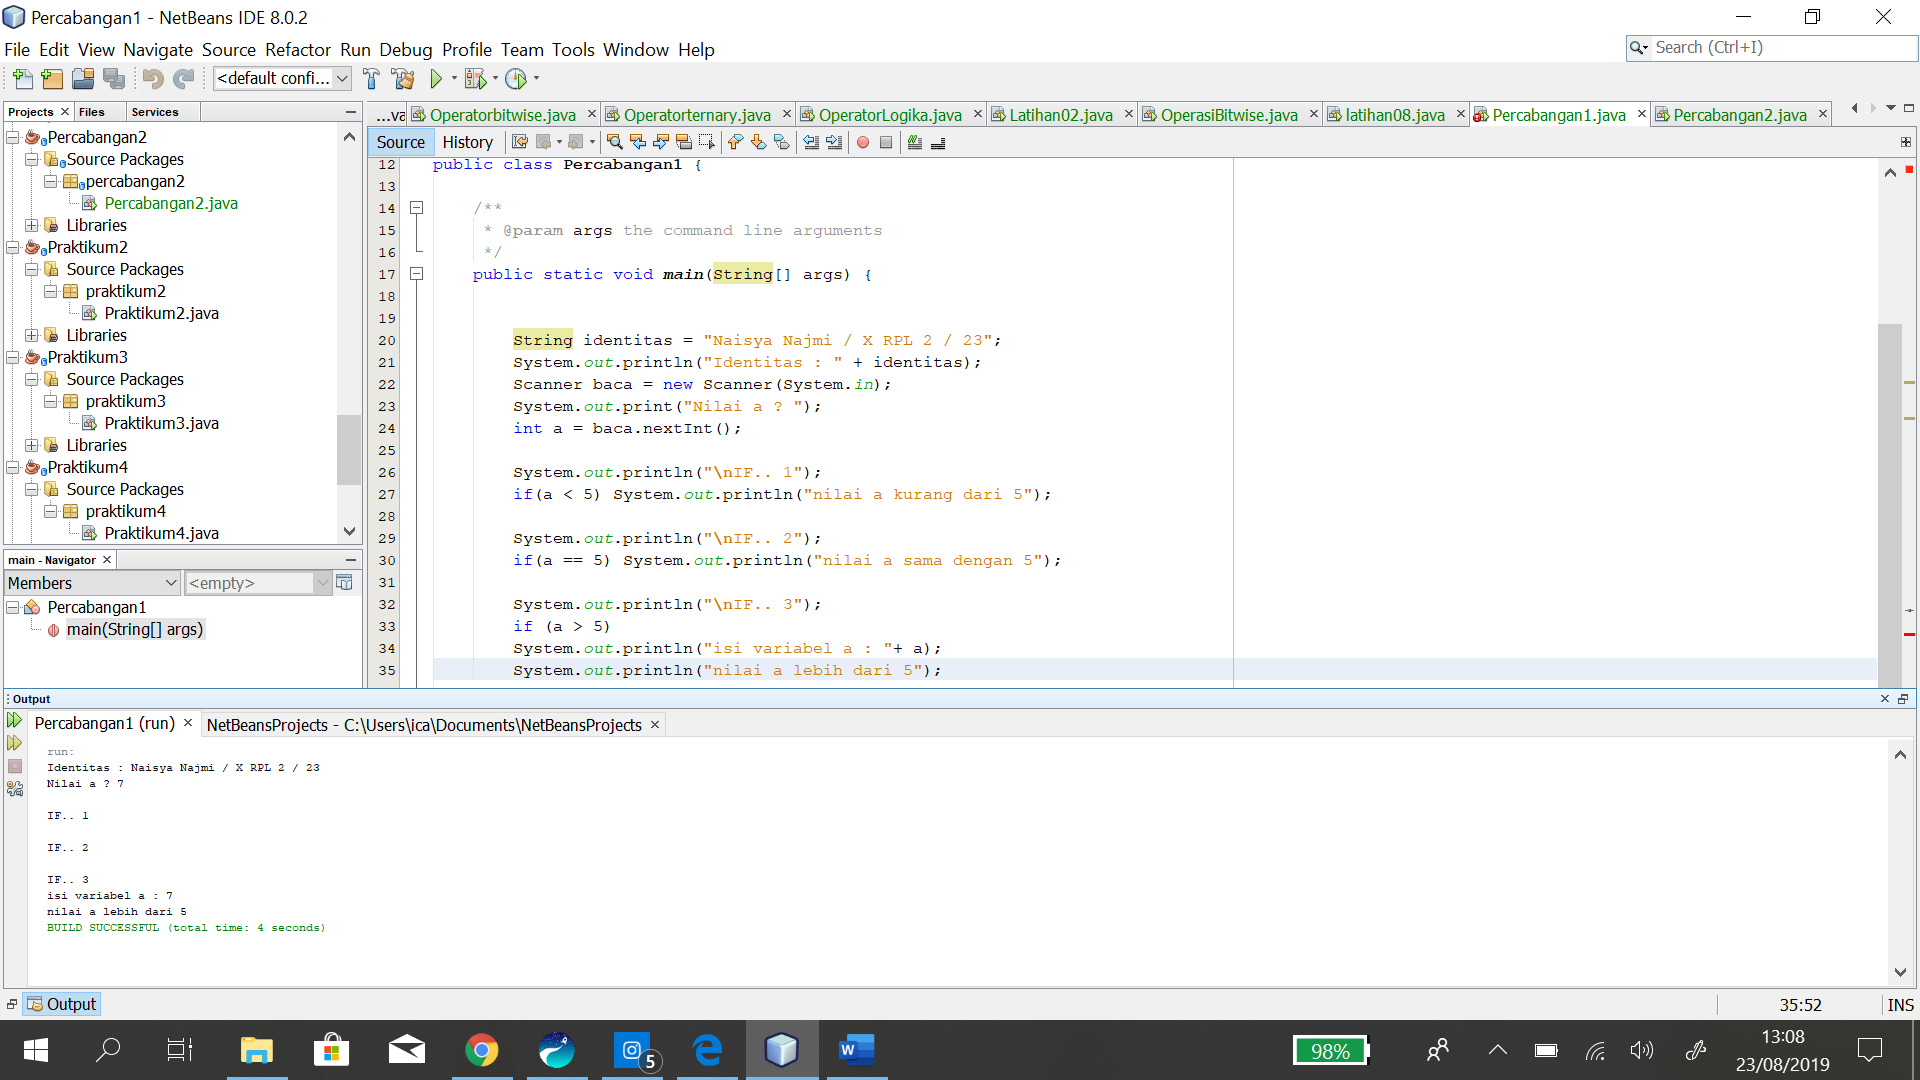 Percabangan1 - NetBeans IDE 8.0.2
File Edit View Navigate Source Refactor Run Debug Profile Team Tools Window Help
Search (Ctrl+I)
<default confi...
Projects Files Services
Percabangan2
Source Packages
percabangan2
Percabangan2.java
Libraries
Praktikum2
Source Packages
praktikum2
Praktikum2.java
Libraries
Praktikum3
Source Packages
praktikum3
Praktikum3.java
Libraries
Praktikum4
Source Packages
praktikum4
Praktikum4.java
main - Navigator
Members <empty>
Percabangan1
main(String[] args)
...va Operatorbitwise.java Operatorternary.java OperatorLogika.java Latihan02.java OperasiBitwise.java latihan08.java Percabangan1.java Percabangan2.java
Source History
12 public class Percabangan1 {
13
14 /**
15 * @param args the command line arguments
16 */
17 public static void main(String[] args) {
18
19
20 String identitas = "Naisya Najmi / X RPL 2 / 23";
21 System.out.println("Identitas : " + identitas);
22 Scanner baca = new Scanner(System.in);
23 System.out.print("Nilai a ? ");
24 int a = baca.nextInt();
25
26 System.out.println("\nIF.. 1");
27 if(a < 5) System.out.println("nilai a kurang dari 5");
28
29 System.out.println("\nIF.. 2");
30 if(a == 5) System.out.println("nilai a sama dengan 5");
31
32 System.out.println("\nIF.. 3");
33 if (a > 5)
34 System.out.println("isi variabel a : "+ a);
35 System.out.println("nilai a lebih dari 5");
Output
Percabangan1 (run) NetBeansProjects - C:\Users\ica\Documents\NetBeansProjects
run:
Identitas : Naisya Najmi / X RPL 2 / 23
Nilai a ? 7
IF.. 1
IF.. 2
IF.. 3
isi variabel a : 7
nilai a lebih dari 5
BUILD SUCCESSFUL (total time: 4 seconds)
Output
35:52 INS
5
98%
13:08
23/08/2019